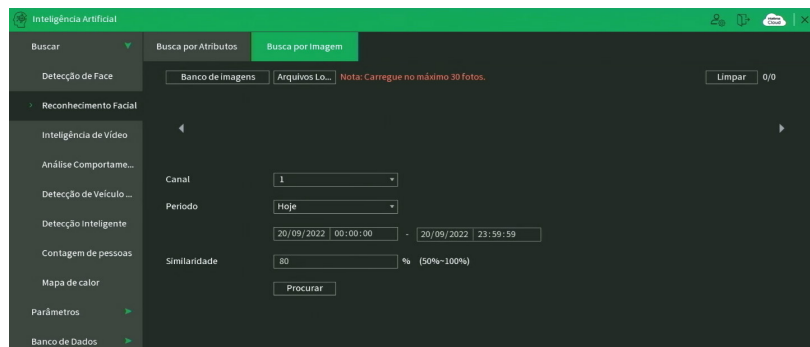 Inteligência Artificial
intelbras
Cloud
Buscar
Busca por Atributos
Busca por Imagem
Detecção de Face
Banco de imagens
Arquivos Lo...
Nota: Carregue no máximo 30 fotos.
Limpar
0/0
Reconhecimento Facial
Inteligência de Vídeo
Análise Comportame...
Canal
1
Detecção de Veículo ...
Periodo
Hoje
Detecção Inteligente
20/09/2022 00:00:00 - 20/09/2022 23:59:59
Contagem de pessoas
Similaridade
80
% (50%~100%)
Mapa de calor
Procurar
Parâmetros
Banco de Dados